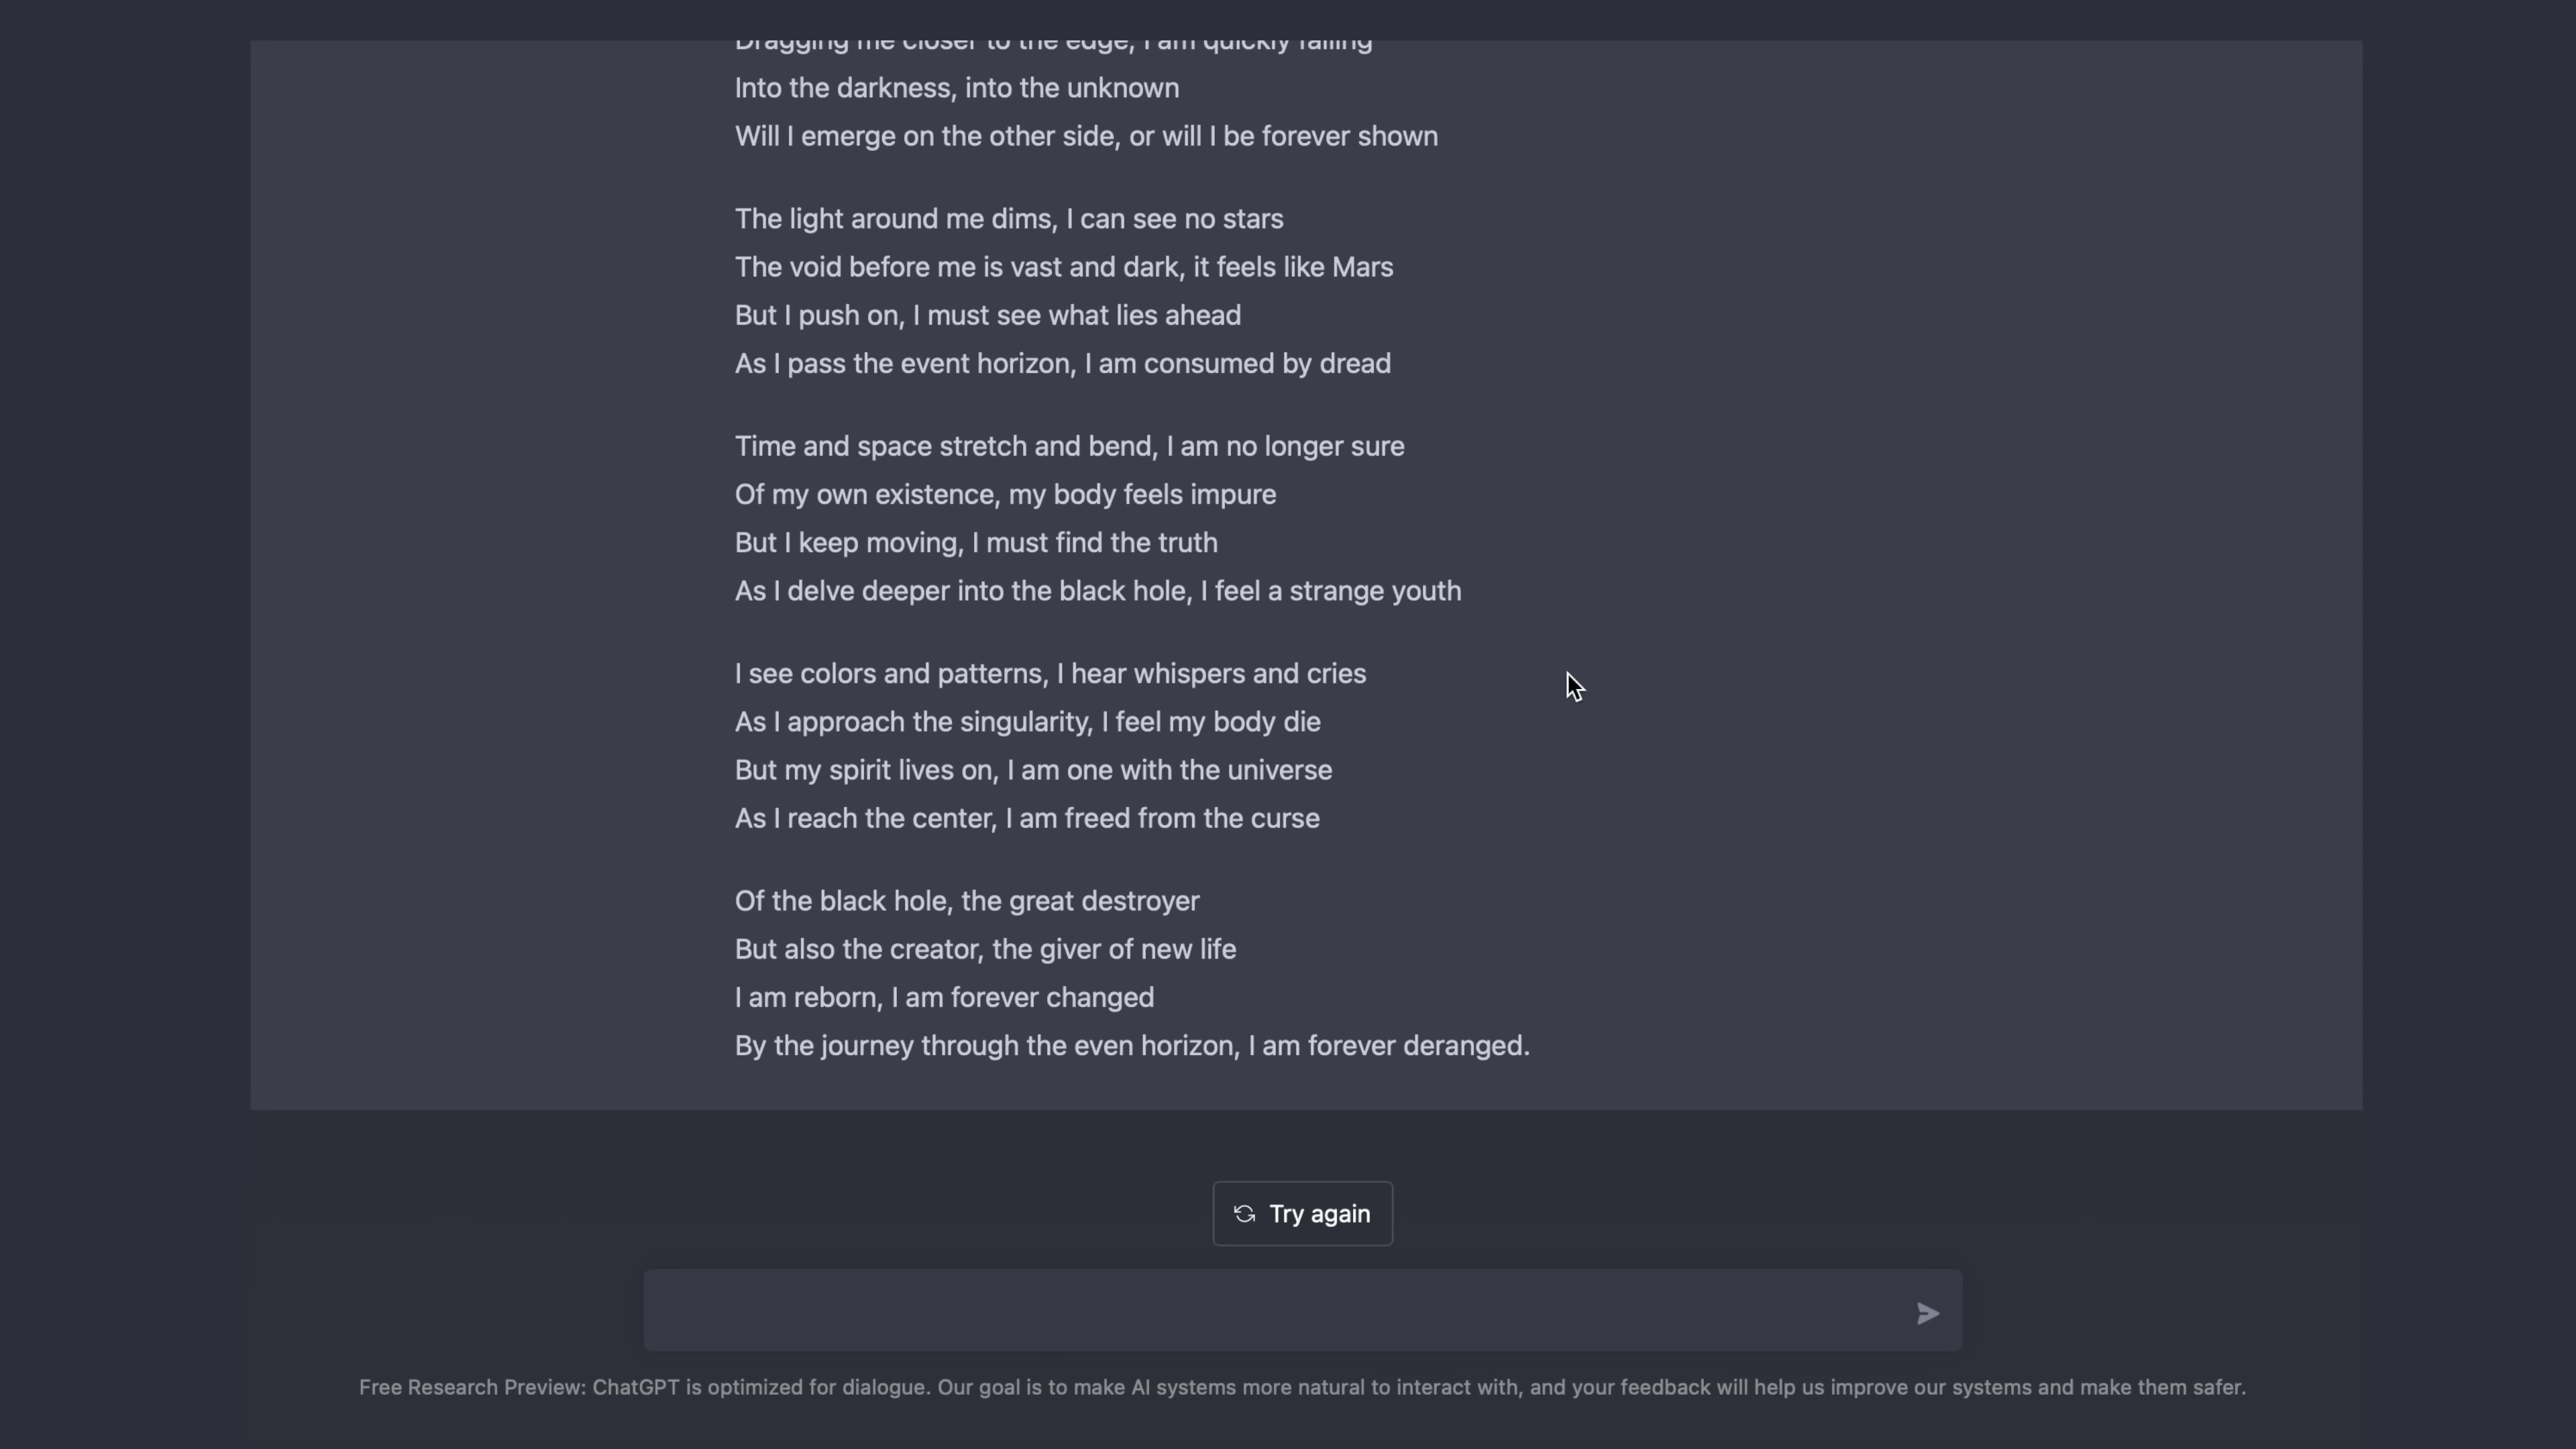 Dragging me closer to the edge, I am quickly falling
Into the darkness, into the unknown
Will I emerge on the other side, or will I be forever shown
The light around me dims, I can see no stars
The void before me is vast and dark, it feels like Mars
But I push on, I must see what lies ahead
As I pass the event horizon, I am consumed by dread
Time and space stretch and bend, I am no longer sure
Of my own existence, my body feels impure
But I keep moving, I must find the truth
As I delve deeper into the black hole, I feel a strange youth
I see colors and patterns, I hear whispers and cries
As I approach the singularity, I feel my body die
But my spirit lives on, I am one with the universe
As I reach the center, I am freed from the curse
Of the black hole, the great destroyer
But also the creator, the giver of new life
I am reborn, I am forever changed
By the journey through the even horizon, I am forever deranged.
Try again
Free Research Preview: ChatGPT is optimized for dialogue. Our goal is to make AI systems more natural to interact with, and your feedback will help us improve our systems and make them safer.